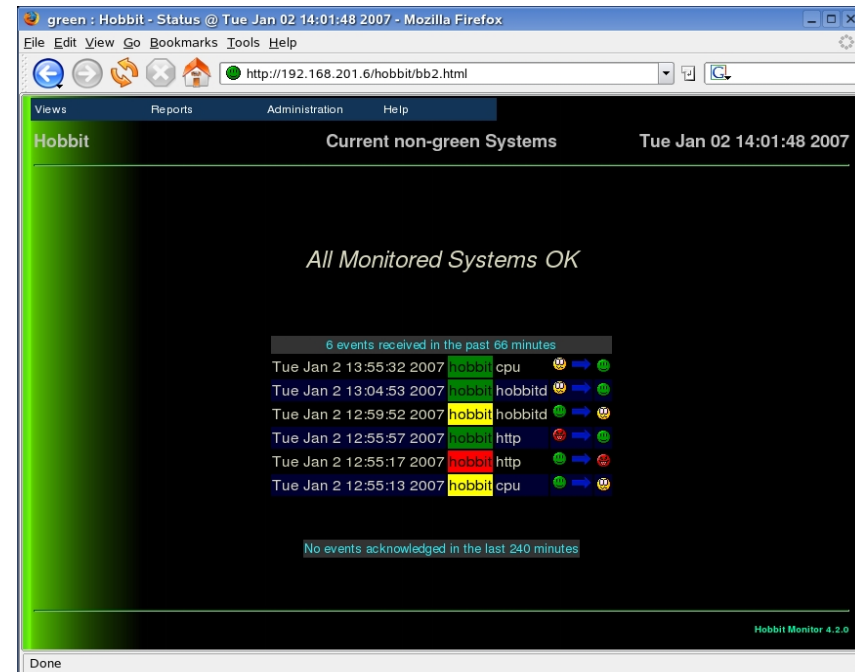 green : Hobbit - Status @ Tue Jan 02 14:01:48 2007 - Mozilla Firefox
File Edit View Go Bookmarks Tools Help
http://192.168.201.6/hobbit/bb2.html
G
Views Reports Administration Help
Hobbit Current non-green Systems Tue Jan 02 14:01:48 2007
All Monitored Systems OK
6 events received in the past 66 minutes
Tue Jan 2 13:55:32 2007 hobbit cpu
Tue Jan 2 13:04:53 2007 hobbit hobbitd
Tue Jan 2 12:59:52 2007 hobbit hobbitd
Tue Jan 2 12:55:57 2007 hobbit http
Tue Jan 2 12:55:17 2007 hobbit http
Tue Jan 2 12:55:13 2007 hobbit cpu
No events acknowledged in the last 240 minutes
Hobbit Monitor 4.2.0
Done